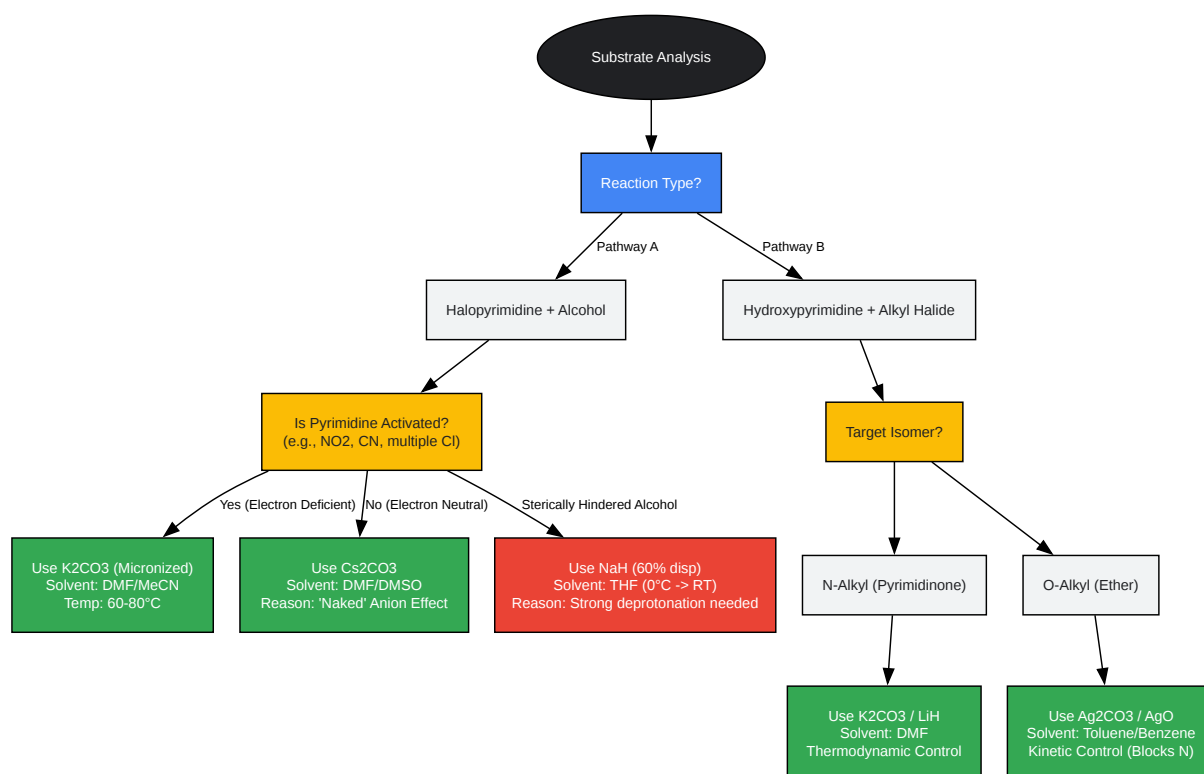 Substrate Analysis
Reaction Type?
Pathway A
Pathway B
Halopyrimidine + Alcohol
Hydroxypyrimidine + Alkyl Halide
Is Pyrimidine Activated?
(e.g., NO2, CN, multiple Cl)
Target Isomer?
Yes (Electron Deficient)
No (Electron Neutral)
Sterically Hindered Alcohol
Use K2CO3 (Micronized)
Solvent: DMF/MeCN
Temp: 60-80°C
Use Cs2CO3
Solvent: DMF/DMSO
Reason: 'Naked' Anion Effect
Use NaH (60% disp)
Solvent: THF (0°C -> RT)
Reason: Strong deprotonation needed
N-Alkyl (Pyrimidinone)
O-Alkyl (Ether)
Use K2CO3 / LiH
Solvent: DMF
Thermodynamic Control
Use Ag2CO3 / AgO
Solvent: Toluene/Benzene
Kinetic Control (Blocks N)